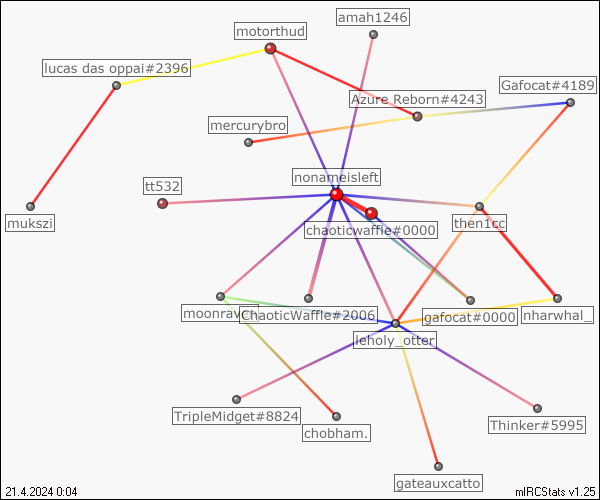 amah1246
motorthud
lucas das oppai#2396
Gafocat#4189
Azure Reborn#4243
mercurybro
nonameisleft
tt532
mukszi
chaoticwaffle#0000
then1cc
moonrav
ChaoticWaffle#2006
gafocat#0000
nharwhal_
leholy_otter
TripleMidget#8824
chobham.
Thinker#5995
gateauxcatto
21.4.2024 0:04
mIRCStats v1.25